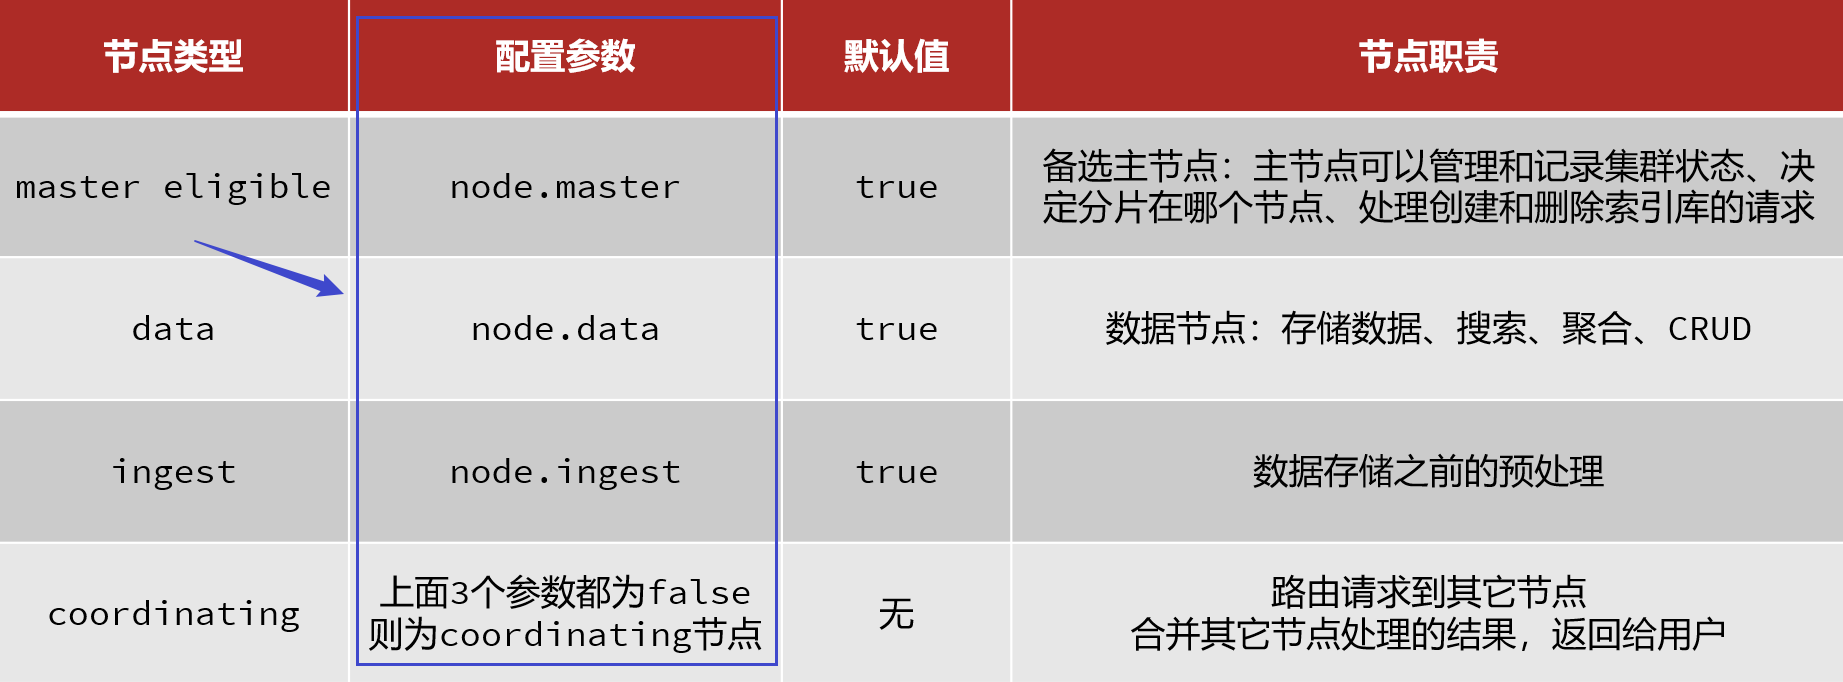 节点类型 配置参数 默认值 节点职责
master eligible node.master true 备选主节点：主节点可以管理和记录集群状态、决
定分片在哪个节点、处理创建和删除索引库的请求
data node.data true 数据节点：存储数据、搜索、聚合、CRUD
ingest node.ingest true 数据存储之前的预处理
coordinating
上面3个参数都为false
则为coordinating节点
无
路由请求到其它节点
合并其它节点处理的结果，返回给用户